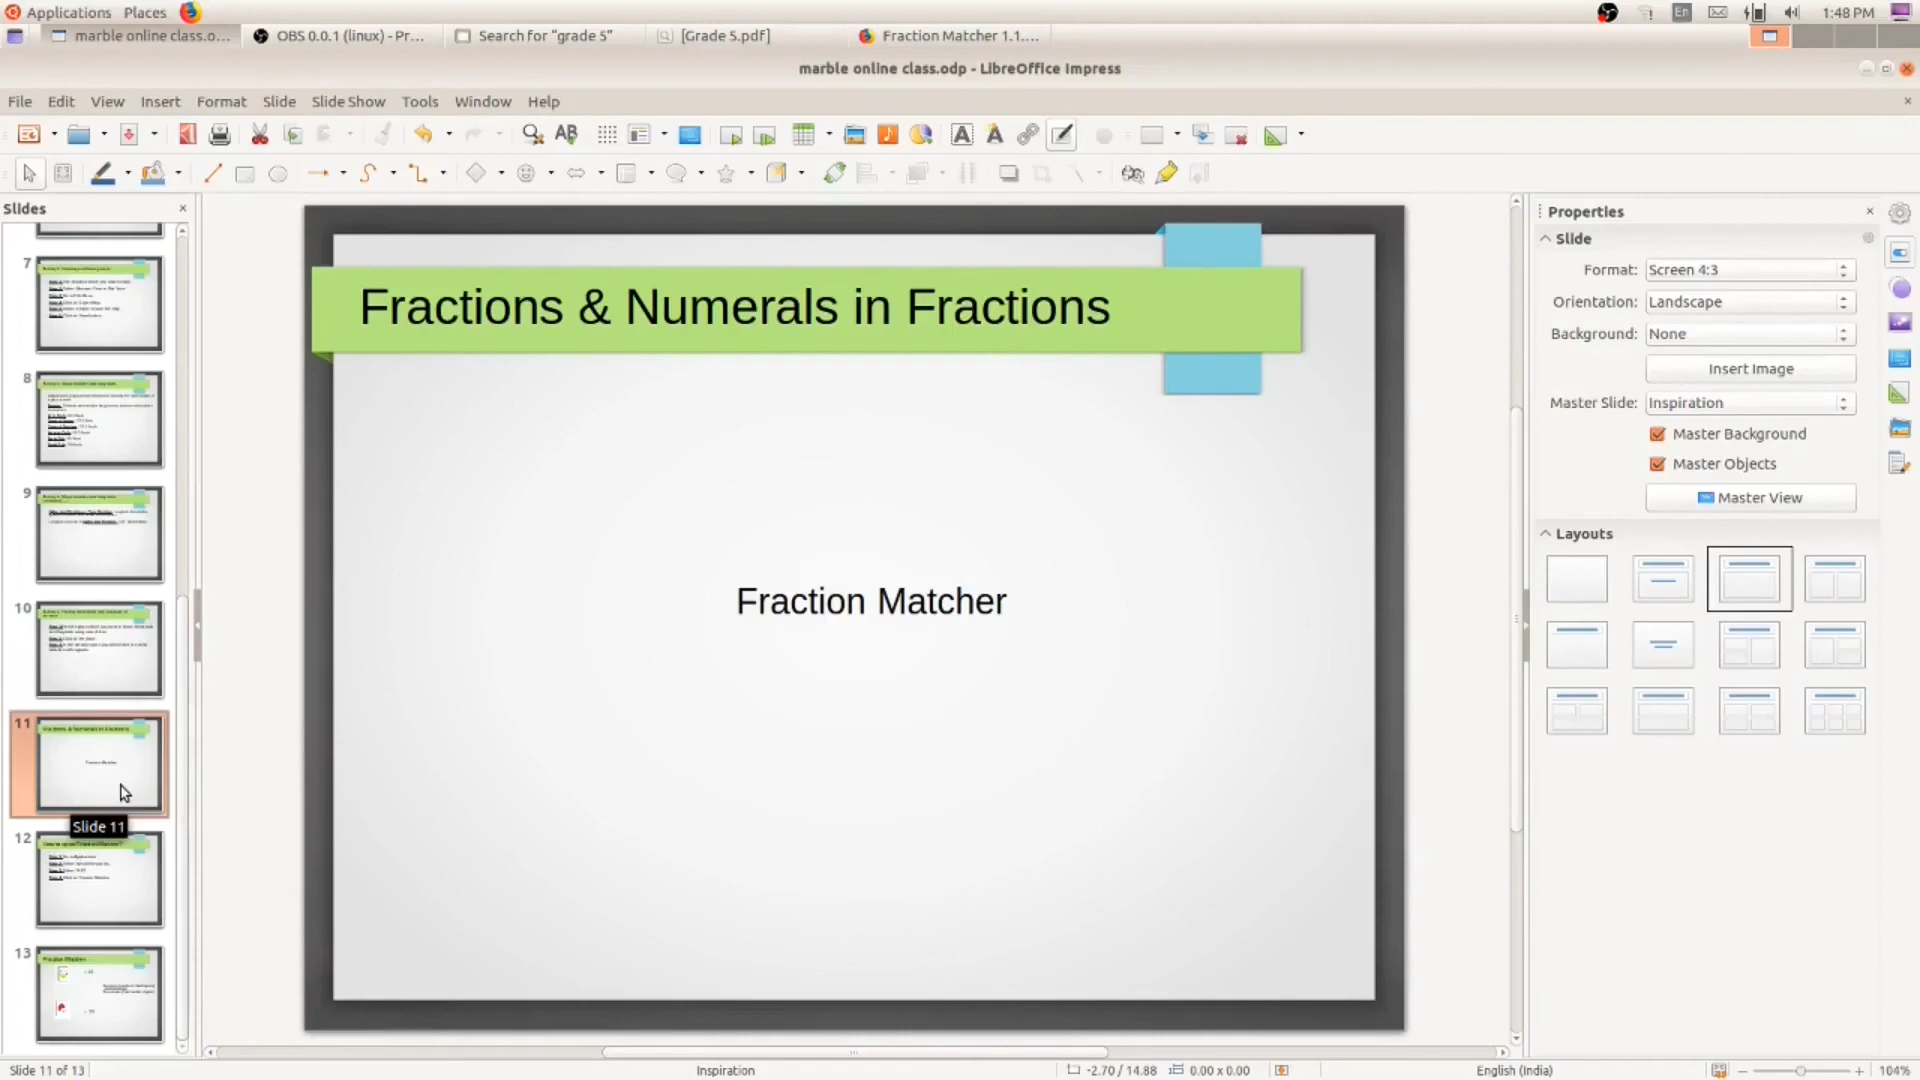 Applications Places En 1:48 PM
marble online class.o... OBS 0.0.1 (linux) - Pr... Search for "grade 5" [Grade 5.pdf] Fraction Matcher 1.1....
marble online class.odp - LibreOffice Impress
File Edit View Insert Format Slide Slide Show Tools Window Help
Slides
7
8
9
10
11
Slide 11
12
13
Fractions & Numerals in Fractions
Fraction Matcher
Properties
Slide
Format: Screen 4:3
Orientation: Landscape
Background: None
Insert Image
Master Slide: Inspiration
Master Background
Master Objects
Master View
Layouts
Slide 11 of 13 Inspiration -2.70 / 14.88 0.00 x 0.00 English (India) 104%